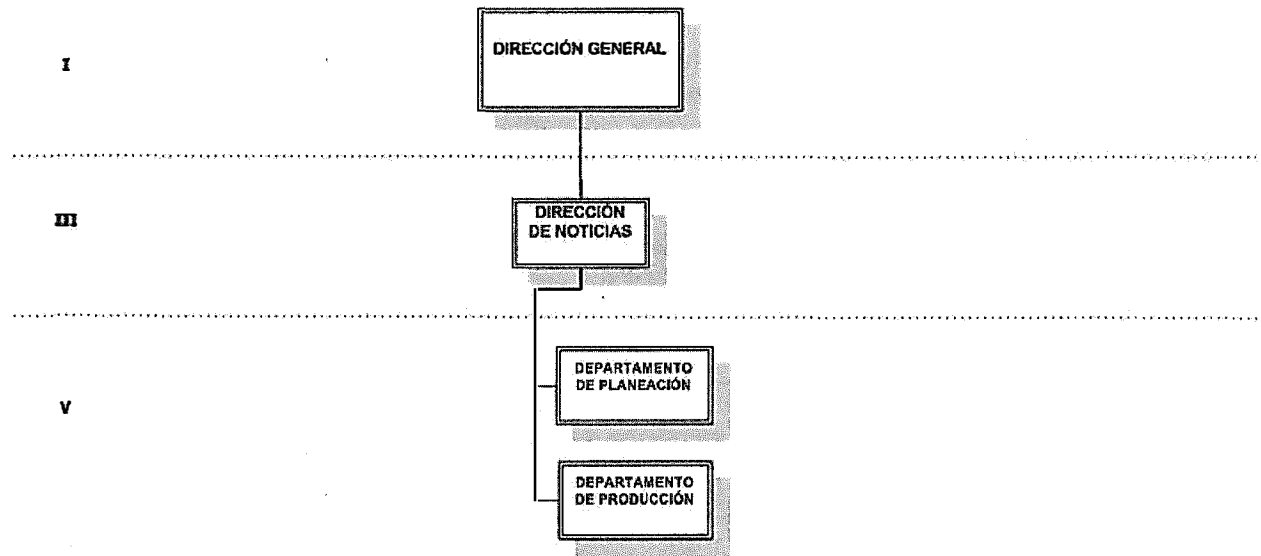 I
DIRECCIÓN GENERAL
III
DIRECCIÓN
DE NOTICIAS
V
DEPARTAMENTO
DE PLANEACIÓN
DEPARTAMENTO
DE PRODUCCIÓN